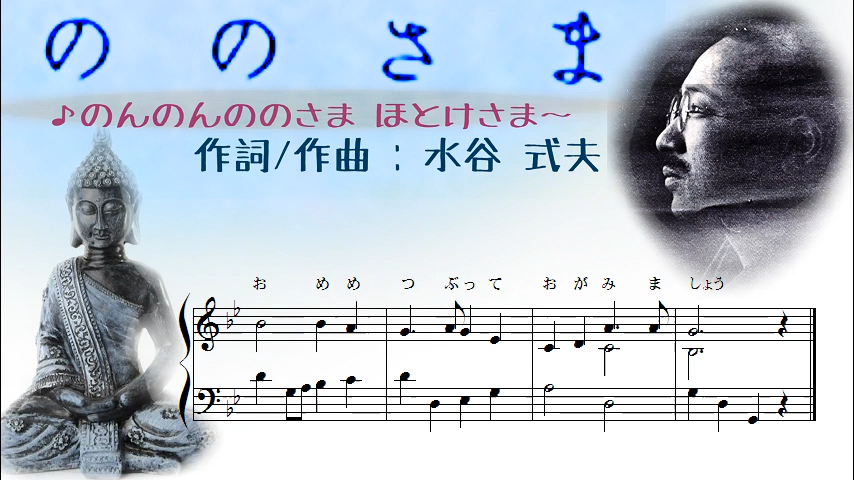 ののさま
♪のんのんののさま ほとけさま～
作詞/作曲：水谷 式夫
お めめ つ ぶっ て お が み ま しょう